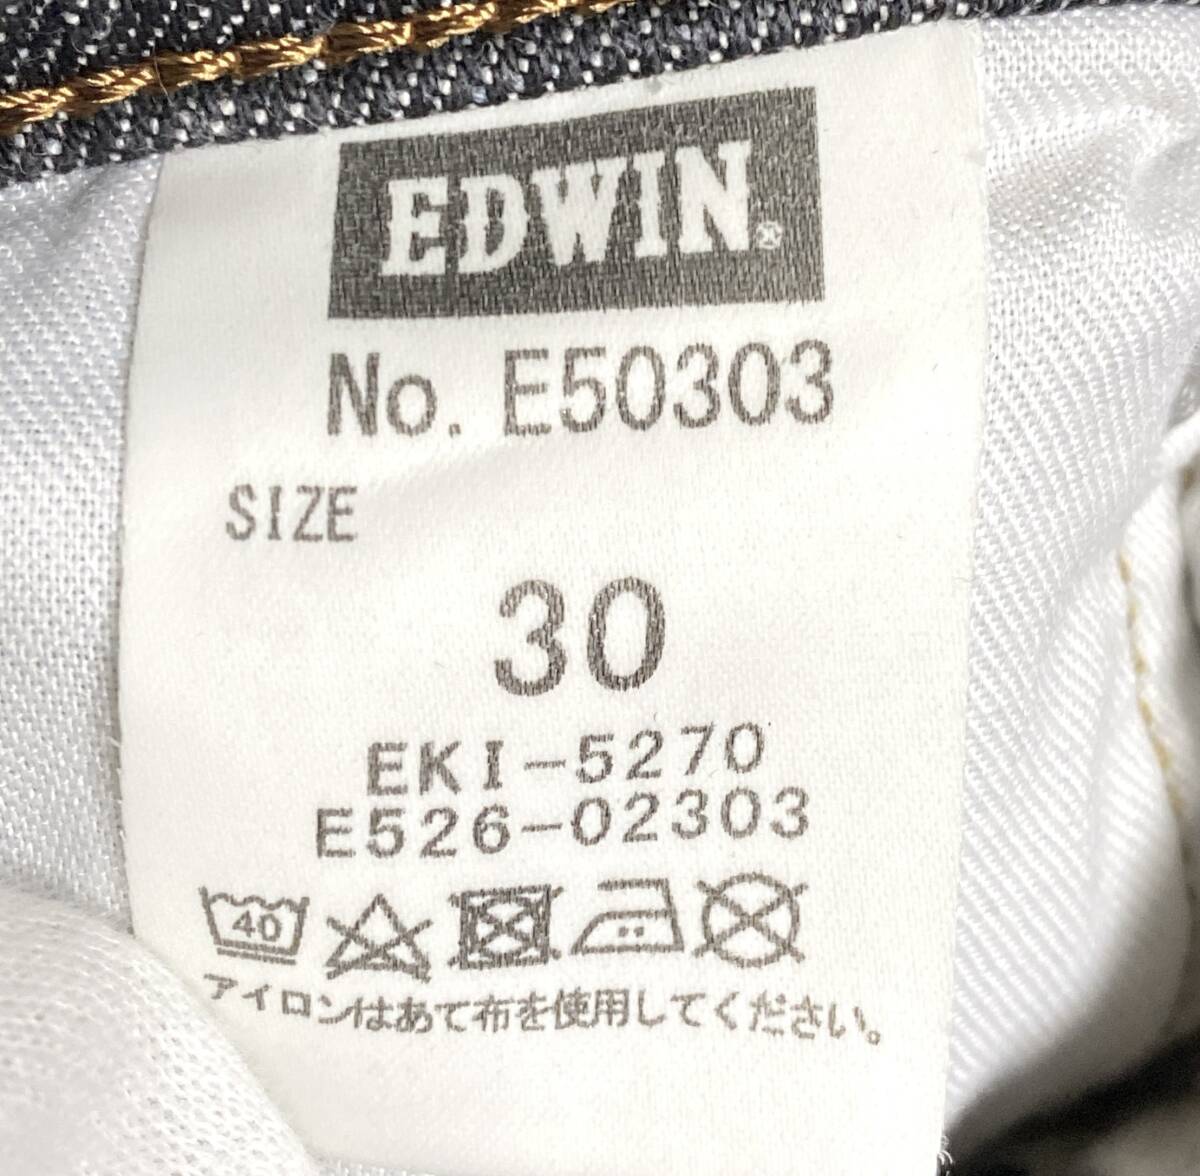 EDWIN®
No. E50303
SIZE
30
EKI-5270
E526-02303
40
アイロンはあて布を使用してください。